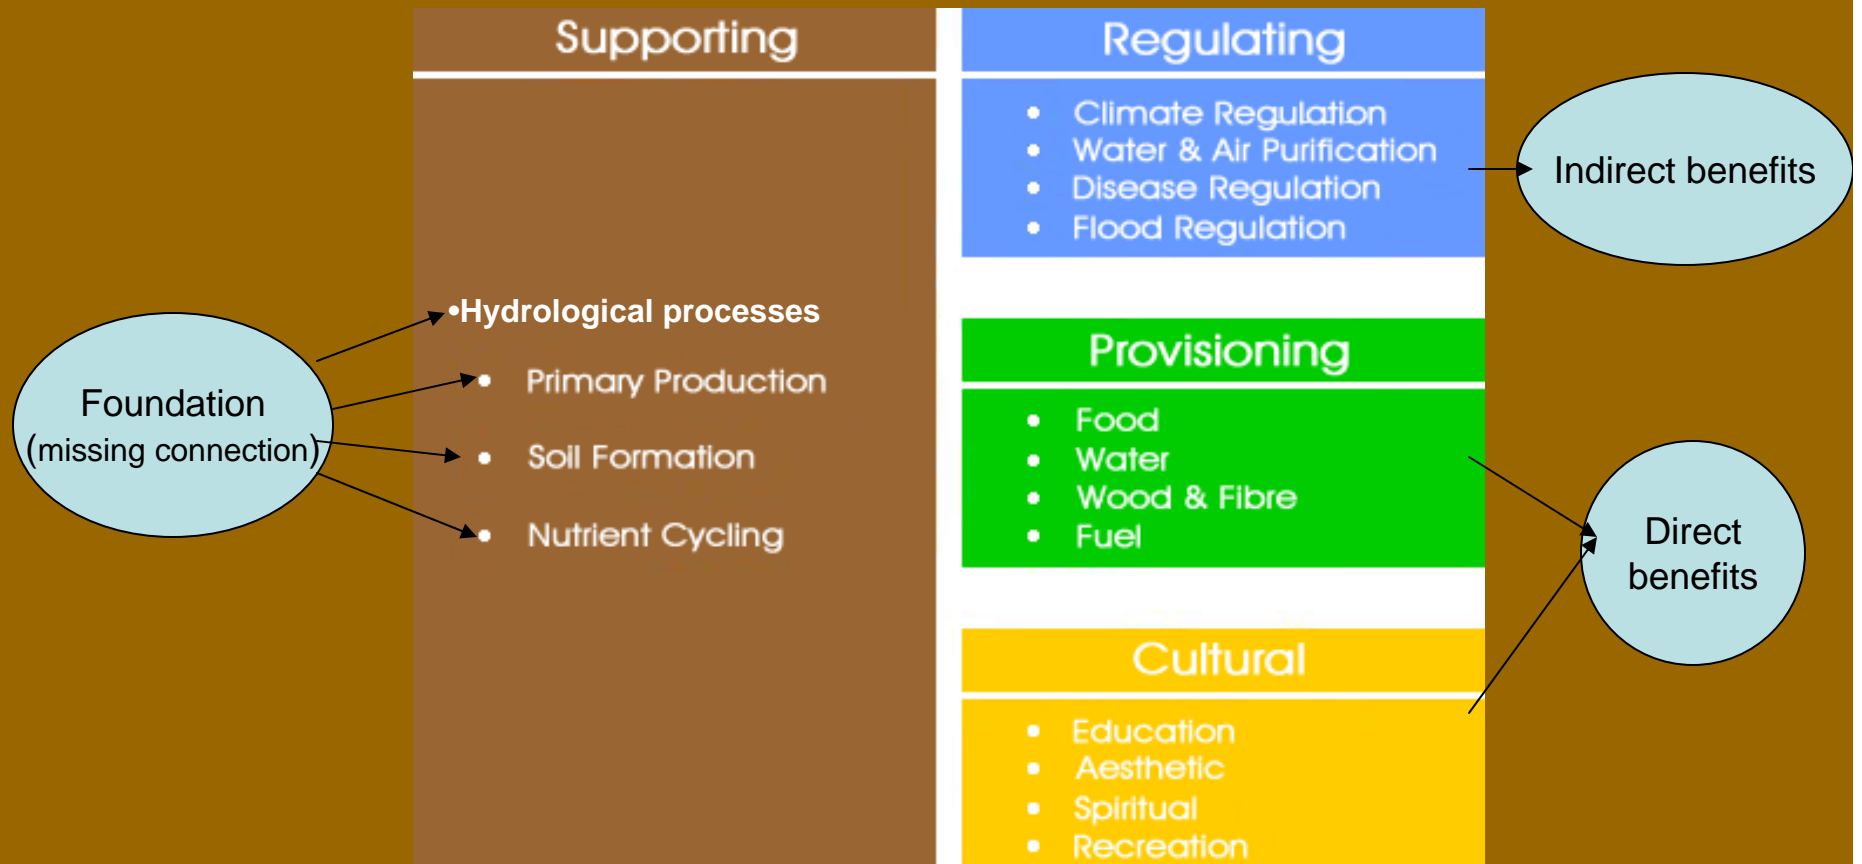 Supporting
•Hydrological processes
• Primary Production
• Soil Formation
• Nutrient Cycling
Foundation
(missing connection)
Regulating
• Climate Regulation
• Water & Air Purification
• Disease Regulation
• Flood Regulation
Indirect benefits
Provisioning
• Food
• Water
• Wood & Fibre
• Fuel
Direct
benefits
Cultural
• Education
• Aesthetic
• Spiritual
• Recreation